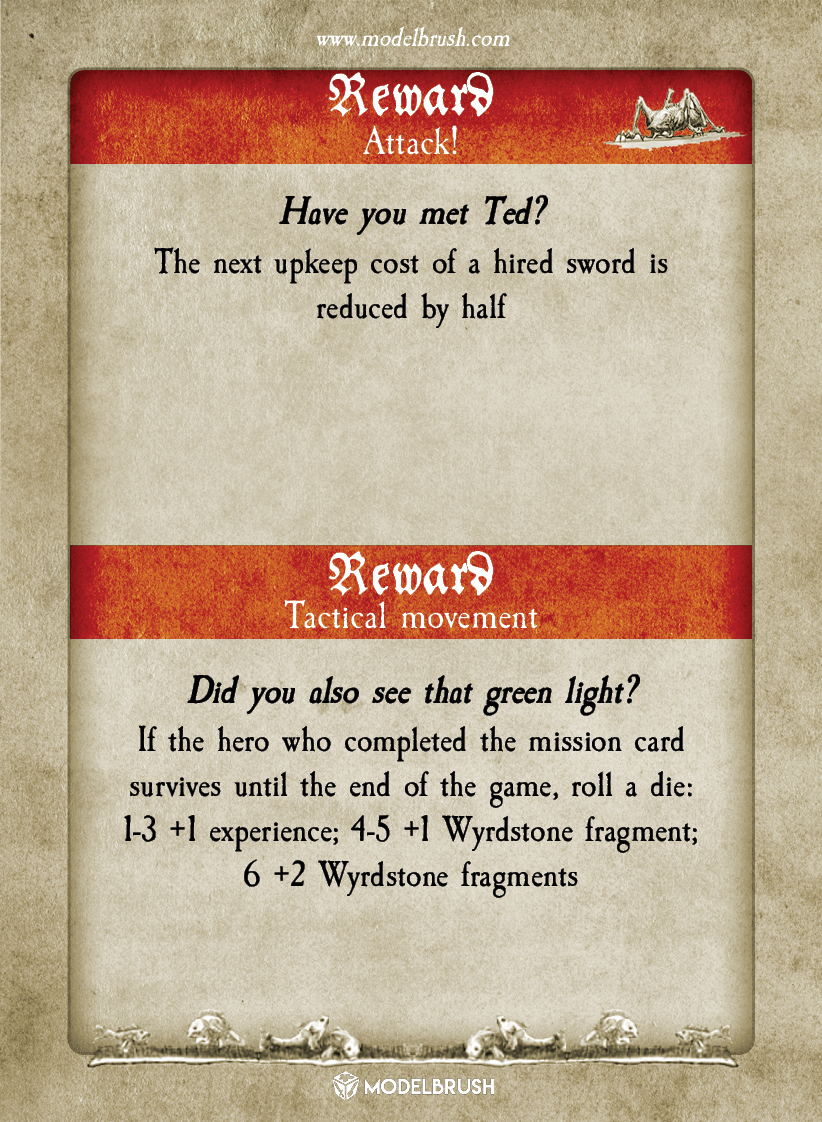 www.modelbrush.com
Reward
Attack!
Have you met Ted?
The next upkeep cost of a hired sword is
reduced by half
Reward
Tactical movement
Did you also see that green light?
If the hero who completed the mission card
survives until the end of the game, roll a die:
1-3 +1 experience; 4-5 +1 Wyrdstone fragment;
6 +2 Wyrdstone fragments
MODELBRUSH